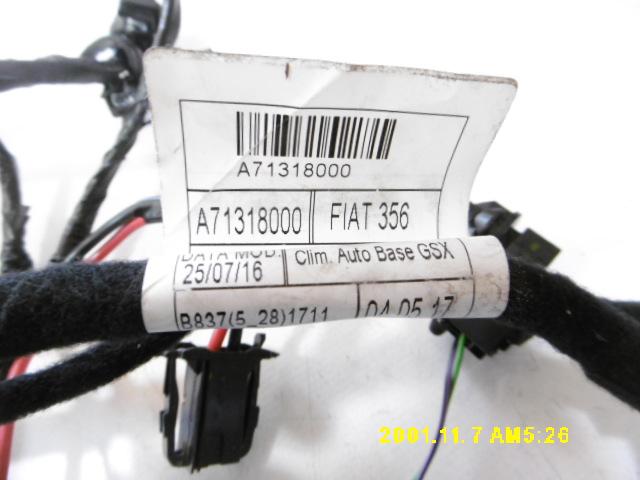 A71318000
A71318000 FIAT 356
DATA MOD.
25/07/16 Clim. Auto Base GSX
B837(5_28)1711 04.05.17
2001.11.7 AM5:26